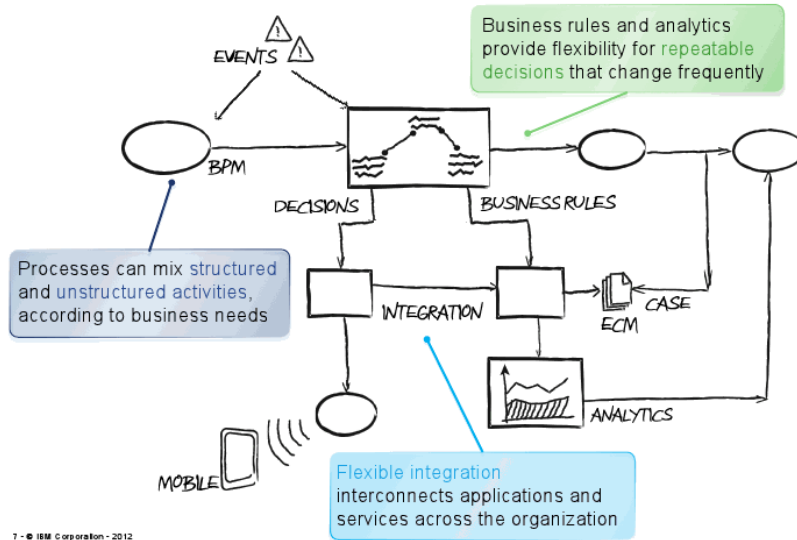 EVENTS
Business rules and analytics
provide flexibility for repeatable
decisions that change frequently
BPM
DECISIONS
BUSINESS RULES
Processes can mix structured
and unstructured activities,
according to business needs
INTEGRATION
ECM
CASE
ANALYTICS
MOBILE
Flexible integration
interconnects applications and
services across the organization
7 - © IBM Corporation - 2012